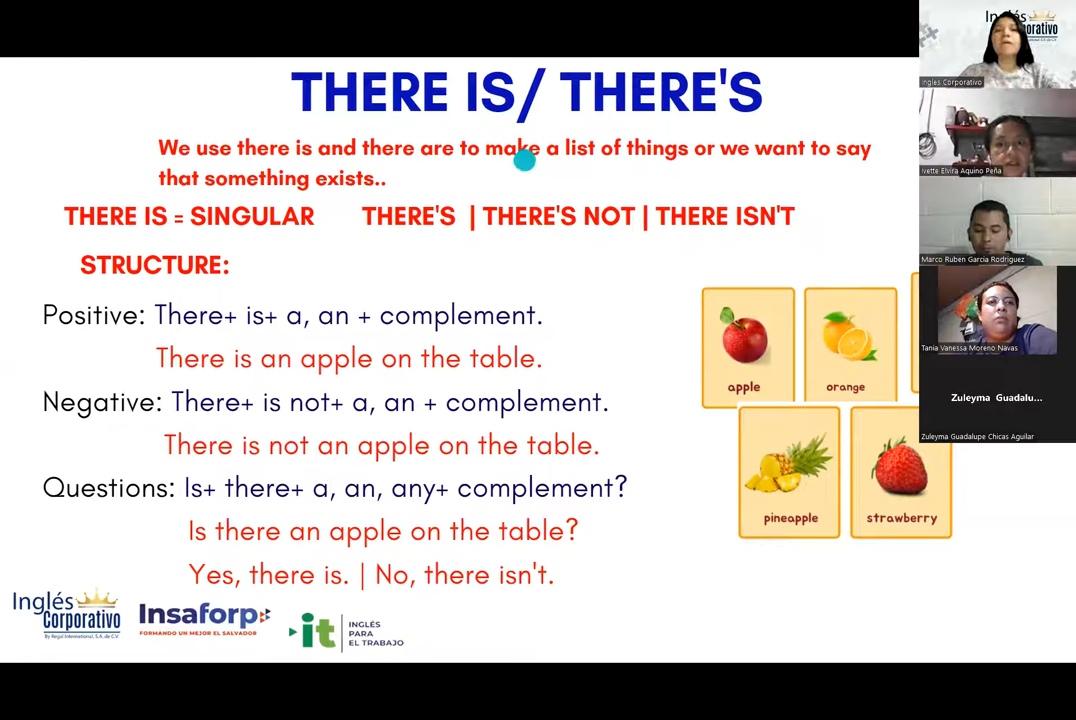 THERE IS/ THERE'S
We use there is and there are to make a list of things or we want to say
that something exists..
THERE IS = SINGULAR THERE'S | THERE'S NOT | THERE ISN'T
STRUCTURE:
Positive: There+ is+ a, an + complement.
There is an apple on the table.
Negative: There+ is not+ a, an + complement.
There is not an apple on the table.
Questions: Is+ there+ a, an, any+ complement?
Is there an apple on the table?
Yes, there is. | No, there isn't.
apple
orange
pineapple
strawberry
Inglés
Corporativo
By Regal International, S.A. de C.V.
Insaforp
FORMANDO UN MEJOR EL SALVADOR
it
INGLÉS
PARA
EL TRABAJO
Inglés Corporativo
Ivette Elvira Aquino Peña
Marco Ruben Garcia Rodriguez
Tania Vanessa Moreno Navas
Zuleyma Guadalu...
Zuleyma Guadalupe Chicas Aguilar